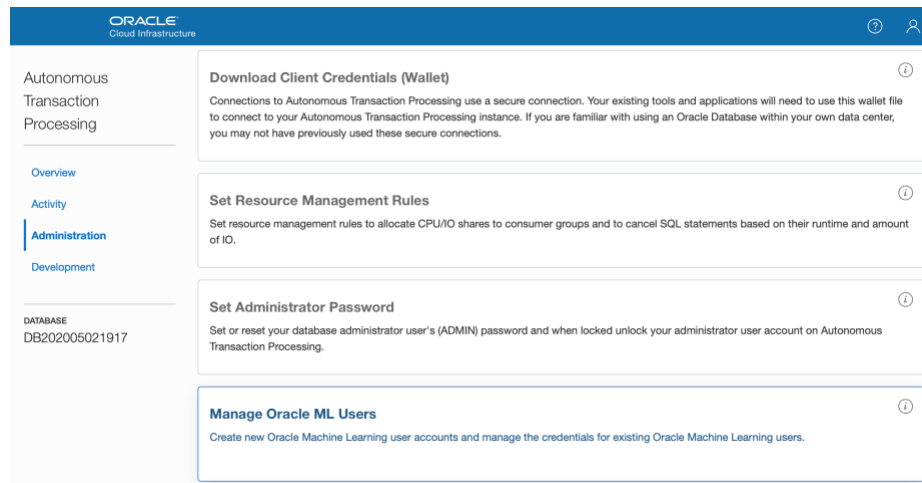 ORACLE
Cloud Infrastructure
Autonomous
Transaction
Processing
Overview
Activity
Administration
Development
DATABASE
DB202005021917
Download Client Credentials (Wallet)
Connections to Autonomous Transaction Processing use a secure connection. Your existing tools and applications will need to use this wallet file
to connect to your Autonomous Transaction Processing instance. If you are familiar with using an Oracle Database within your own data center,
you may not have previously used these secure connections.
Set Resource Management Rules
Set resource management rules to allocate CPU/IO shares to consumer groups and to cancel SQL statements based on their runtime and amount
of IO.
Set Administrator Password
Set or reset your database administrator user's (ADMIN) password and when locked unlock your administrator user account on Autonomous
Transaction Processing.
Manage Oracle ML Users
Create new Oracle Machine Learning user accounts and manage the credentials for existing Oracle Machine Learning users.